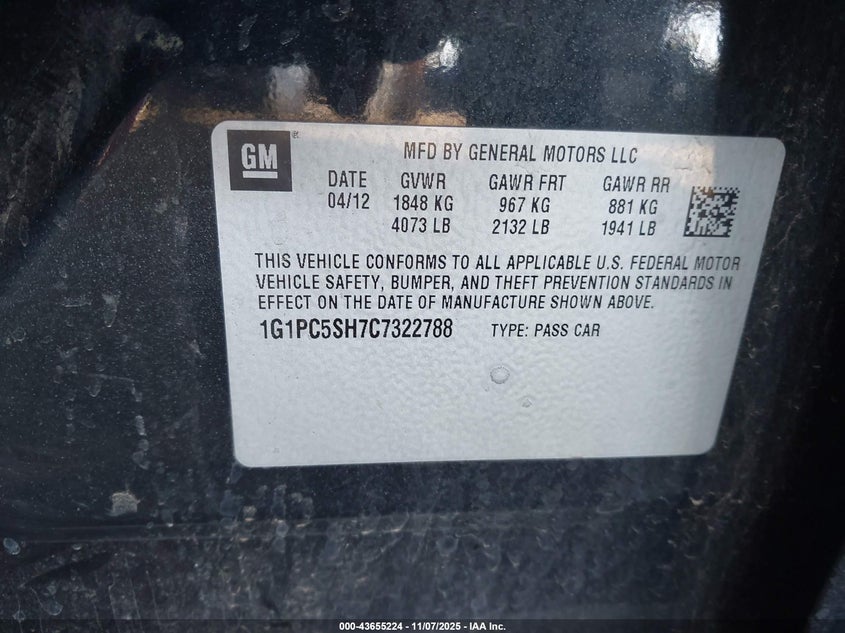 GM
MFD BY GENERAL MOTORS LLC
DATE GVWR GAWR FRT GAWR RR
04/12 1848 KG 967 KG 881 KG
4073 LB 2132 LB 1941 LB
THIS VEHICLE CONFORMS TO ALL APPLICABLE U.S. FEDERAL MOTOR
VEHICLE SAFETY, BUMPER, AND THEFT PREVENTION STANDARDS IN
EFFECT ON THE DATE OF MANUFACTURE SHOWN ABOVE.
1G1PC5SH7C7322788 TYPE: PASS CAR
000-43655224 - 11/07/2025 - IAA Inc.